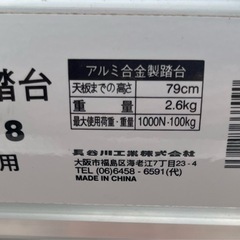 踏台
8
用
アルミ合金製踏台
天板までの高さ 79cm
重量 2.6kg
最大使用荷重・質量 1000N・100kg
長谷川工業株式会社
大阪市福島区海老江7丁目23-4
TEL (06)6458-6591(代)
MADE IN CHINA